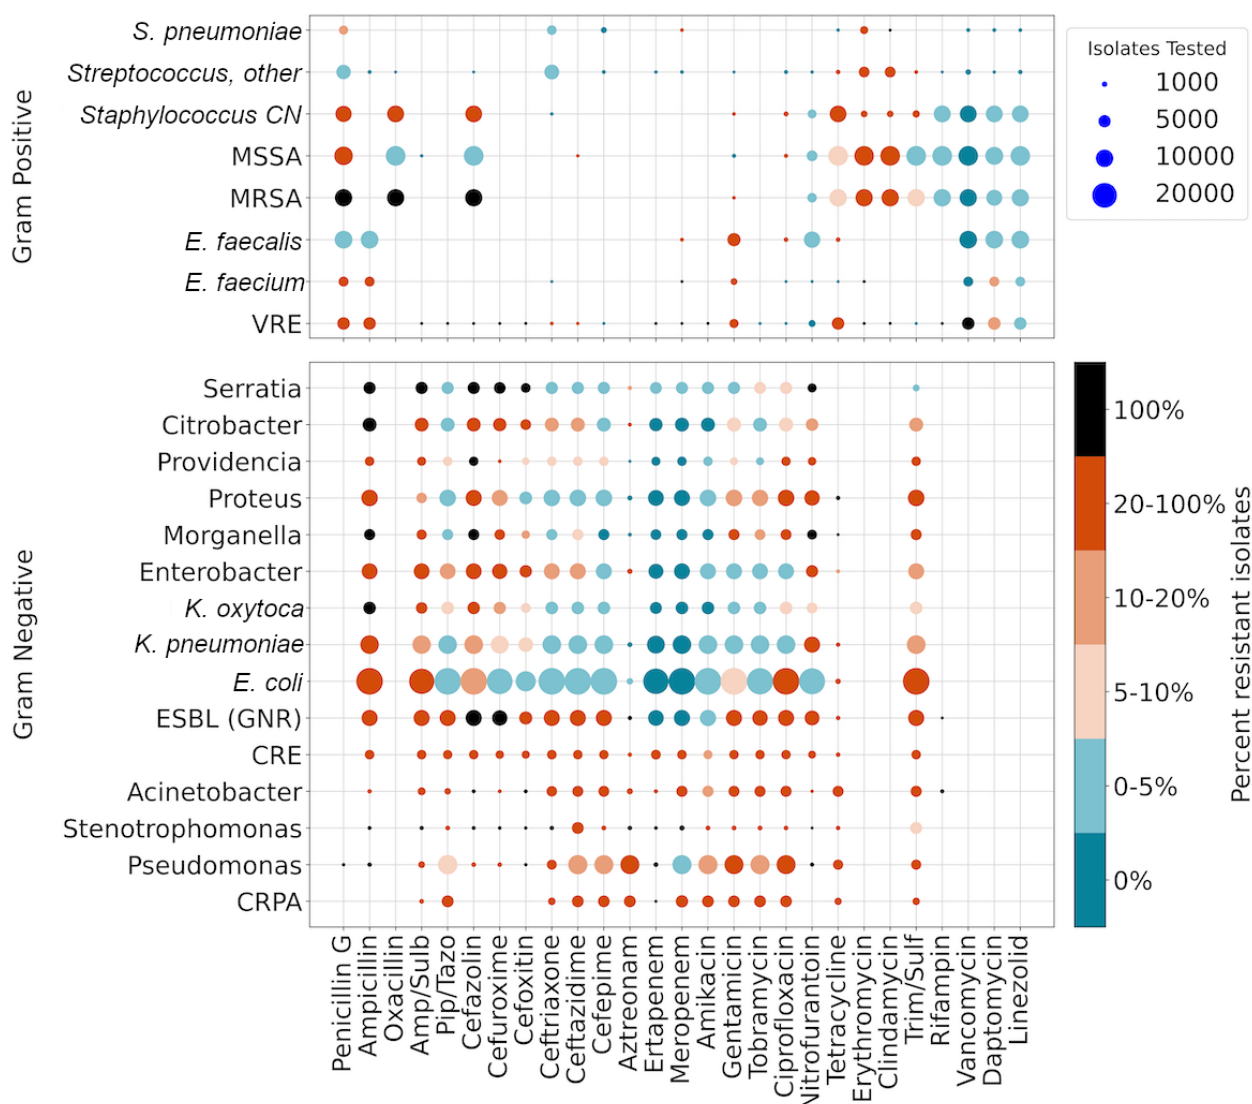 Gram Positive
S. pneumoniae
Streptococcus, other
Staphylococcus CN
MSSA
MRSA
E. faecalis
E. faecium
VRE
Isolates Tested
1000
5000
10000
20000
Gram Negative
Serratia
Citrobacter
Providencia
Proteus
Morganella
Enterobacter
K. oxytoca
K. pneumoniae
E. coli
ESBL (GNR)
CRE
Acinetobacter
Stenotrophomonas
Pseudomonas
CRPA
100%
20-100%
10-20%
5-10%
0-5%
0%
Percent resistant isolates
Penicillin G
Ampicillin
Oxacillin
Amp/Sulb
Pip/Tazo
Cefazolin
Cefuroxime
Cefoxitin
Ceftriaxone
Ceftazidime
Cefepime
Aztreonam
Ertapenem
Meropenem
Amikacin
Gentamicin
Tobramycin
Ciprofloxacin
Nitrofurantoin
Tetracycline
Erythromycin
Clindamycin
Trim/Sulf
Rifampin
Vancomycin
Daptomycin
Linezolid